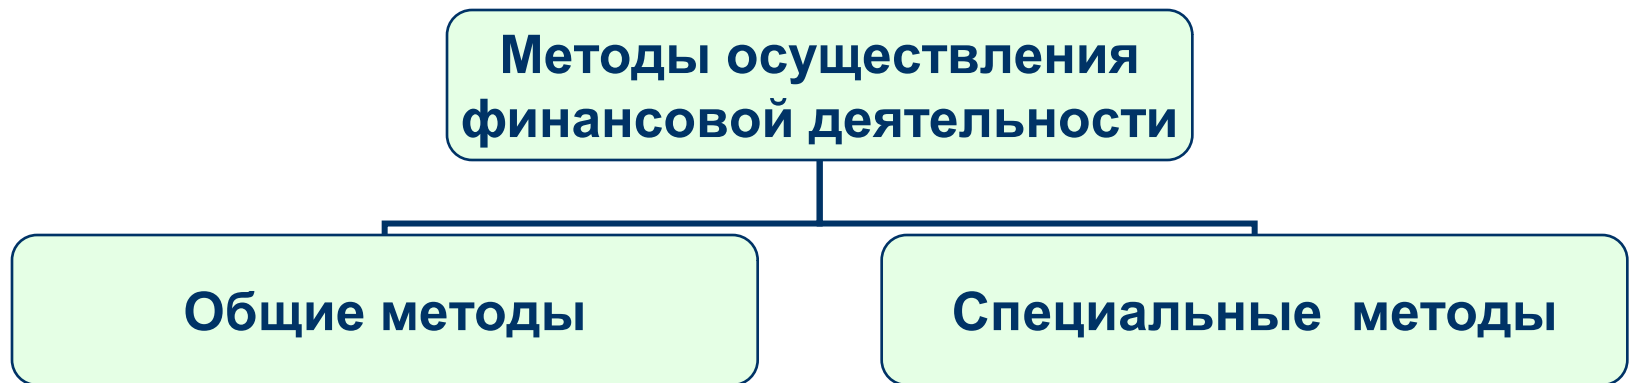 Методы осуществления
финансовой деятельности
Общие методы
Специальные  методы